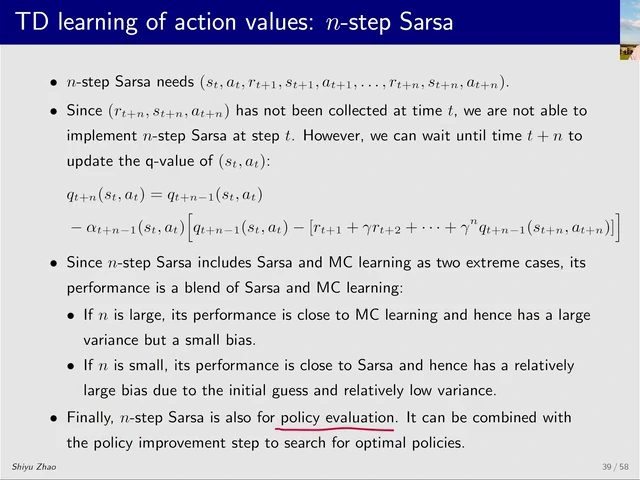 TD learning of action values: n-step Sarsa
• n-step Sarsa needs (s_t, a_t, r_{t+1}, s_{t+1}, a_{t+1}, . . . , r_{t+n}, s_{t+n}, a_{t+n}).
• Since (r_{t+n}, s_{t+n}, a_{t+n}) has not been collected at time t, we are not able to
implement n-step Sarsa at step t. However, we can wait until time t + n to
update the q-value of (s_t, a_t):
q_{t+n}(s_t, a_t) = q_{t+n−1}(s_t, a_t)
− α_{t+n−1}(s_t, a_t)[q_{t+n−1}(s_t, a_t) − [r_{t+1} + γr_{t+2} + · · · + γ^n q_{t+n−1}(s_{t+n}, a_{t+n})]]
• Since n-step Sarsa includes Sarsa and MC learning as two extreme cases, its
performance is a blend of Sarsa and MC learning:
• If n is large, its performance is close to MC learning and hence has a large
variance but a small bias.
• If n is small, its performance is close to Sarsa and hence has a relatively
large bias due to the initial guess and relatively low variance.
• Finally, n-step Sarsa is also for policy evaluation. It can be combined with
the policy improvement step to search for optimal policies.
Shiyu Zhao 39 / 58